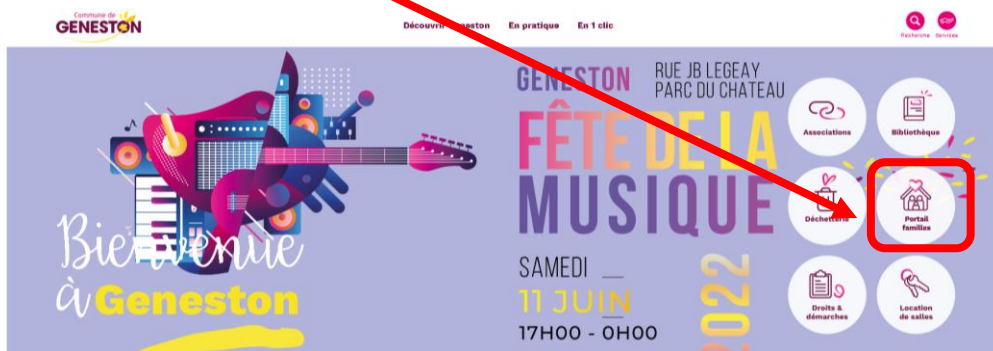 Commune de
GENESTON
Découvrir Geneston
En pratique
En 1 clic
Recherche
Services
GENESTON
RUE JB LEGEAY
PARC DU CHATEAU
FÊTE DE LA
MUSIQUE
SAMEDI
11 JUIN
17H00 - 0H00
2022
Bienvenue
à Geneston
Associations
Bibliothèque
Déchetterie
Portail
familles
Droits &
démarches
Location
de salles